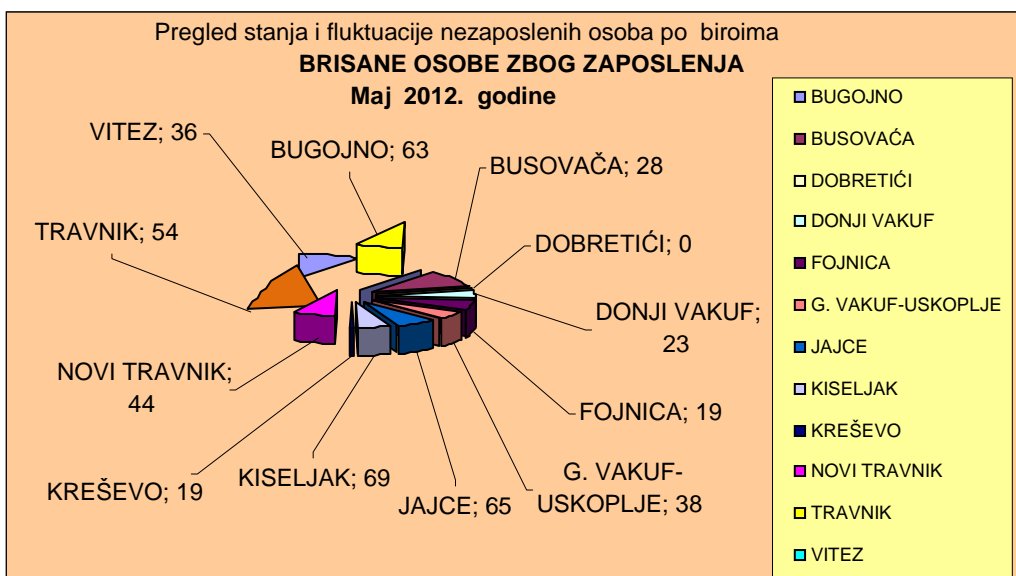 Pregled stanja i fluktuacije nezaposlenih osoba po biroima
BRISANE OSOBE ZBOG ZAPOSLENJA
Maj 2012. godine
VITEZ; 36
BUGOJNO; 63
BUSOVAČA; 28
TRAVNIK; 54
DOBRETIĆI; 0
DONJI VAKUF;
23
NOVI TRAVNIK;
44
FOJNICA; 19
KREŠEVO; 19
KISELJAK; 69
JAJCE; 65
G. VAKUF-
USKOPLJE; 38
BUGOJNO
BUSOVAĆA
DOBRETIĆI
DONJI VAKUF
FOJNICA
G. VAKUF-USKOPLJE
JAJCE
KISELJAK
KREŠEVO
NOVI TRAVNIK
TRAVNIK
VITEZ